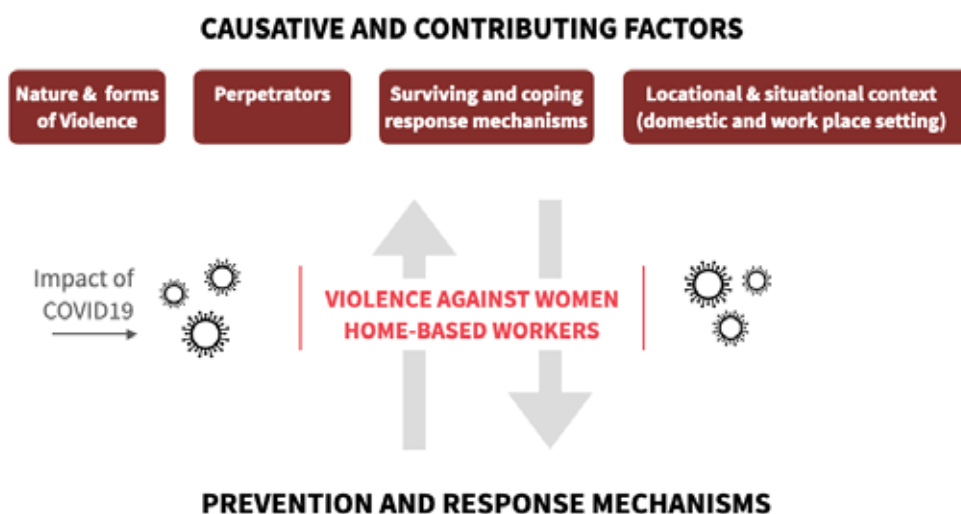 CAUSATIVE AND CONTRIBUTING FACTORS
Nature & forms
of Violence
Perpetrators
Surviving and coping
response mechanisms
Locational & situational context
(domestic and work place setting)
Impact of
COVID19
VIOLENCE AGAINST WOMEN
HOME-BASED WORKERS
PREVENTION AND RESPONSE MECHANISMS